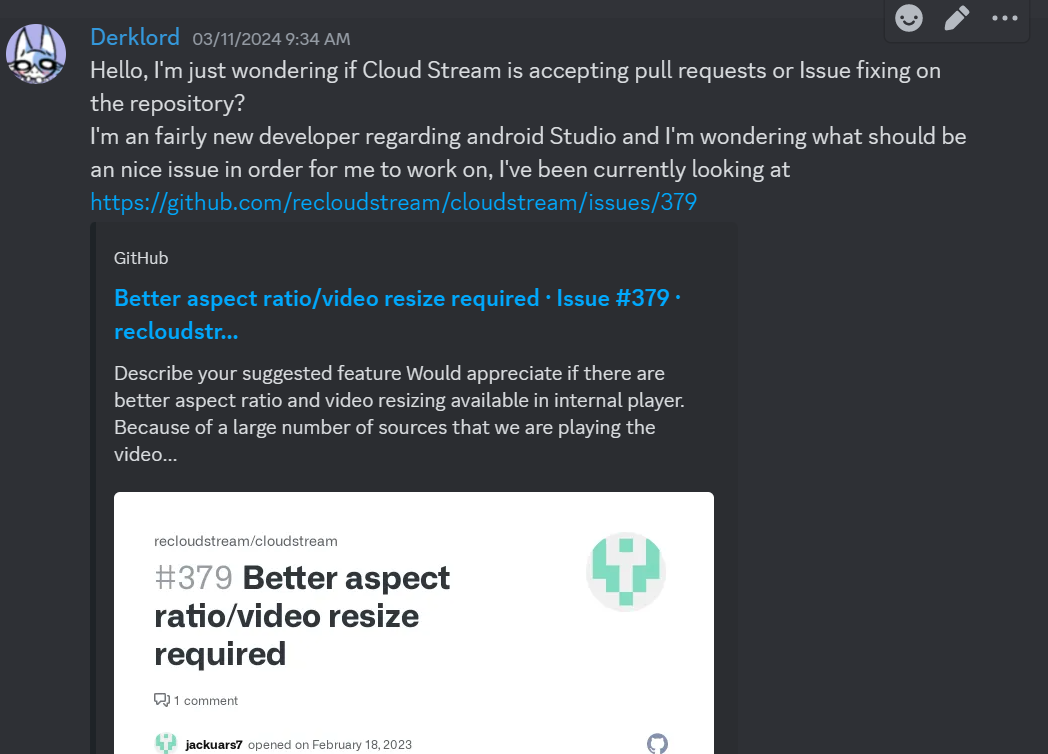 Derklord 03/11/2024 9:34 AM
Hello, I'm just wondering if Cloud Stream is accepting pull requests or Issue fixing on
the repository?
I'm an fairly new developer regarding android Studio and I'm wondering what should be
an nice issue in order for me to work on, I've been currently looking at
https://github.com/recloudstream/cloudstream/issues/379
GitHub
Better aspect ratio/video resize required · Issue #379 ·
recloudstr...
Describe your suggested feature Would appreciate if there are
better aspect ratio and video resizing available in internal player.
Because of a large number of sources that we are playing the
video...
recloudstream/cloudstream
#379 Better aspect
ratio/video resize
required
1 comment
jackuars7 opened on February 18, 2023